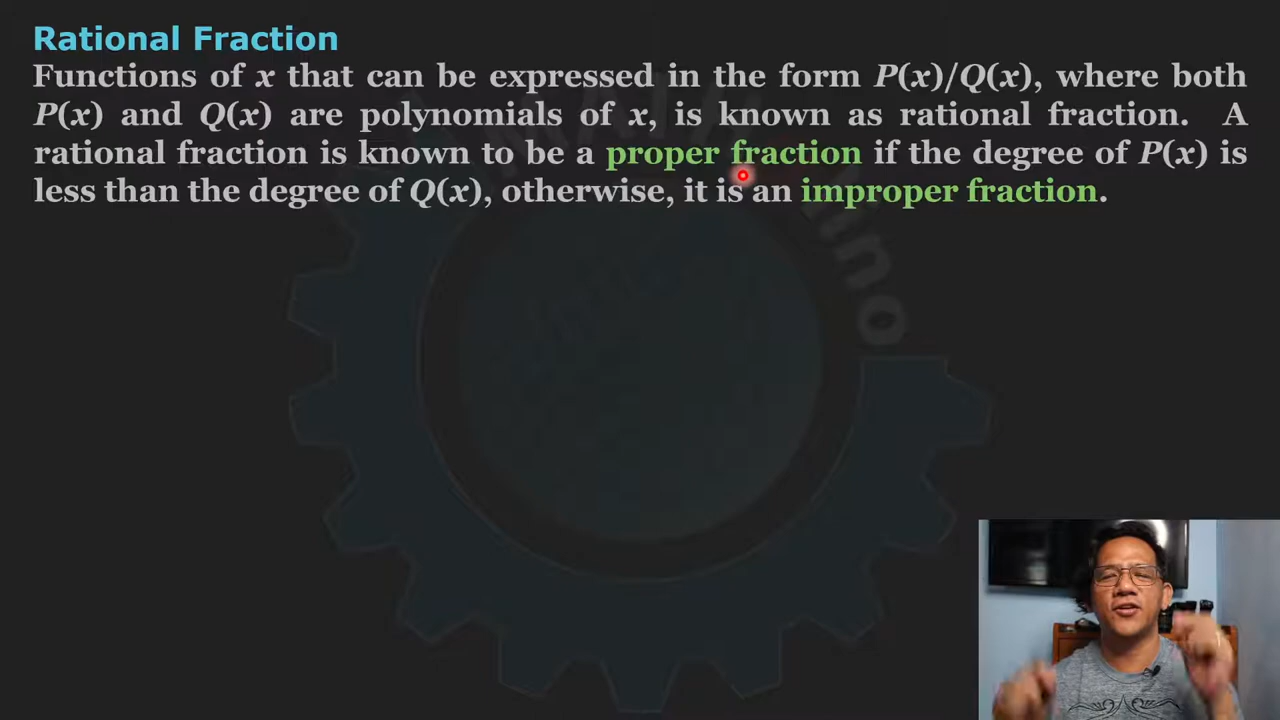 Rational Fraction
Functions of x that can be expressed in the form P(x)/Q(x), where both
P(x) and Q(x) are polynomials of x, is known as rational fraction. A
rational fraction is known to be a proper fraction if the degree of P(x) is
less than the degree of Q(x), otherwise, it is an improper fraction.